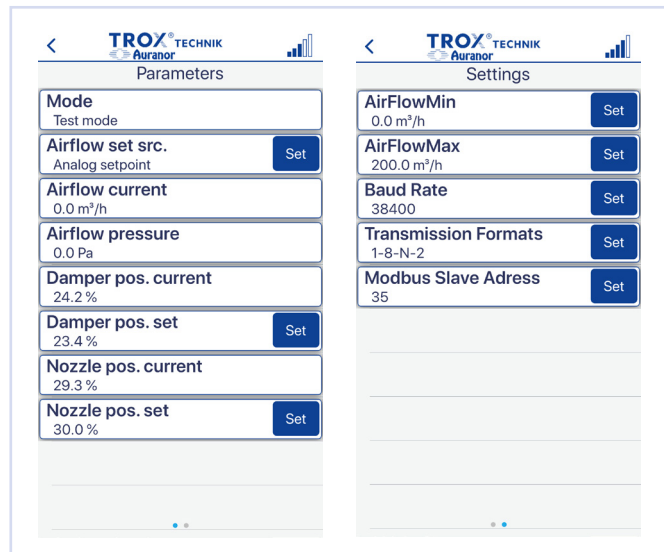 TROX® TECHNIK
Auranor
Parameters
Mode
Test mode
Airflow set src.
Analog setpoint
Set
Airflow current
0.0 m³/h
Airflow pressure
0.0 Pa
Damper pos. current
24.2 %
Damper pos. set
23.4 %
Set
Nozzle pos. current
29.3 %
Nozzle pos. set
30.0 %
Set
TROX® TECHNIK
Auranor
Settings
AirFlowMin
0.0 m³/h
Set
AirFlowMax
200.0 m³/h
Set
Baud Rate
38400
Set
Transmission Formats
1-8-N-2
Set
Modbus Slave Adress
35
Set